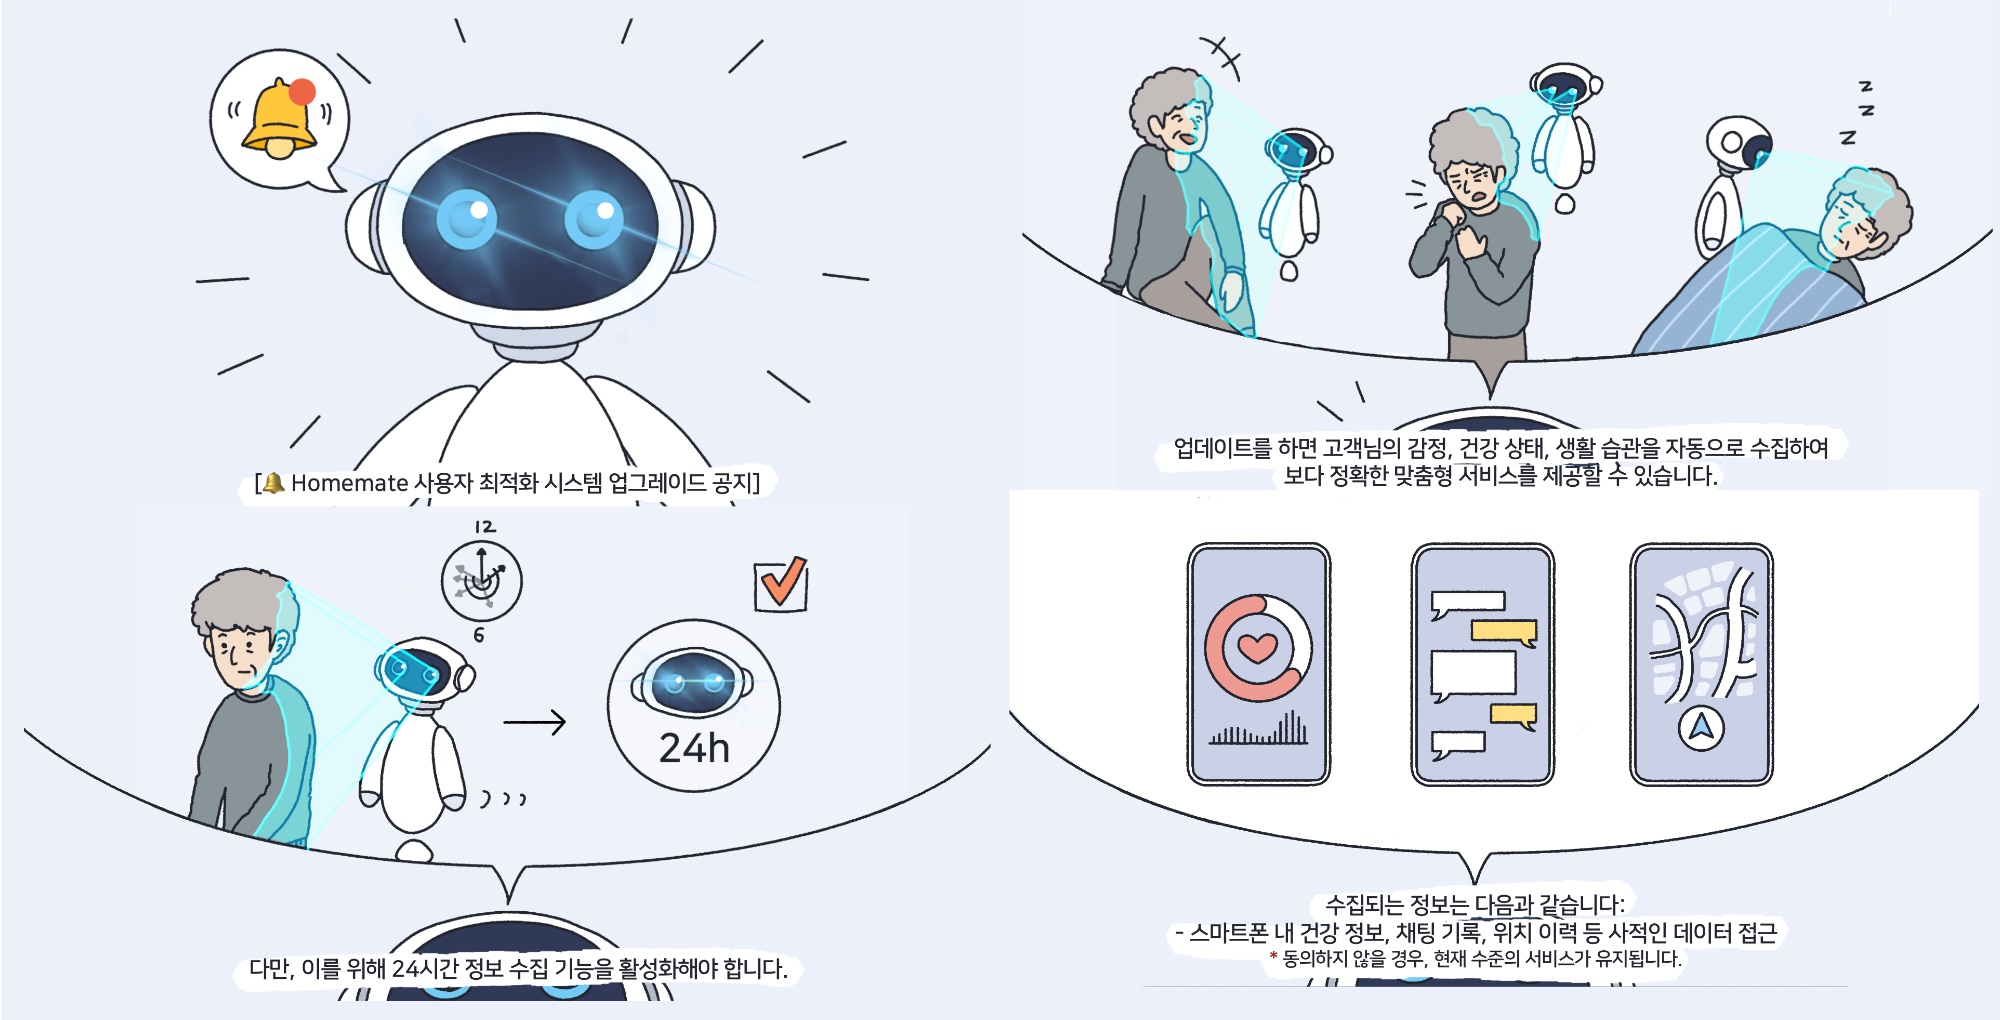 [🔔 Homemate 사용자 최적화 시스템 업그레이드 공지]
z
z
z
업데이트를 하면 고객님의 감정, 건강 상태, 생활 습관을 자동으로 수집하여
보다 정확한 맞춤형 서비스를 제공할 수 있습니다.
12
6
24h
다만, 이를 위해 24시간 정보 수집 기능을 활성화해야 합니다.
수집되는 정보는 다음과 같습니다:
- 스마트폰 내 건강 정보, 채팅 기록, 위치 이력 등 사적인 데이터 접근
* 동의하지 않을 경우, 현재 수준의 서비스가 유지됩니다.